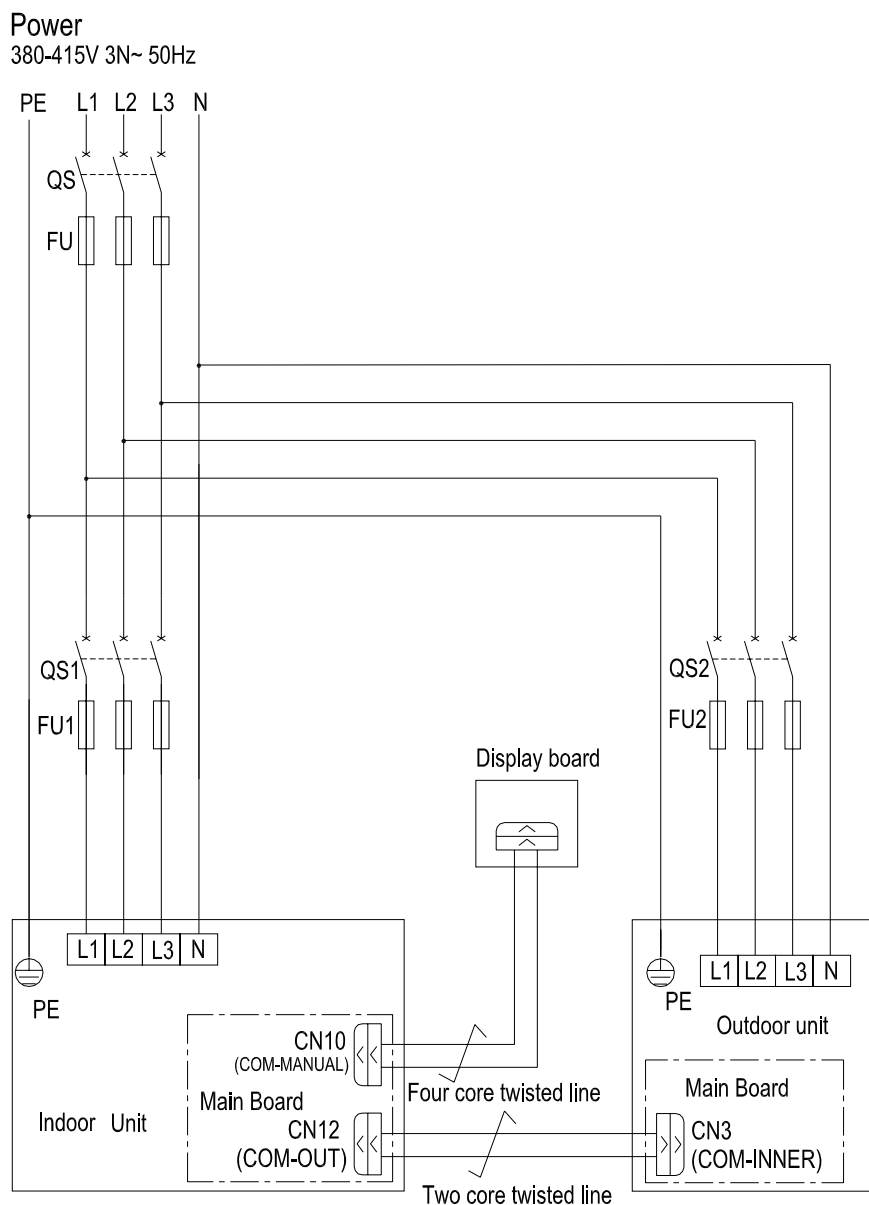 Power
380-415V 3N~ 50Hz
PE L1 L2 L3 N
QS
FU
QS1
QS2
FU1
FU2
Display board
L1 L2 L3 N
L1 L2 L3 N
PE
PE
Outdoor unit
CN10
(COM-MANUAL)
Four core twisted line
Main Board
Main Board
Indoor Unit
CN12
(COM-OUT)
CN3
(COM-INNER)
Two core twisted line